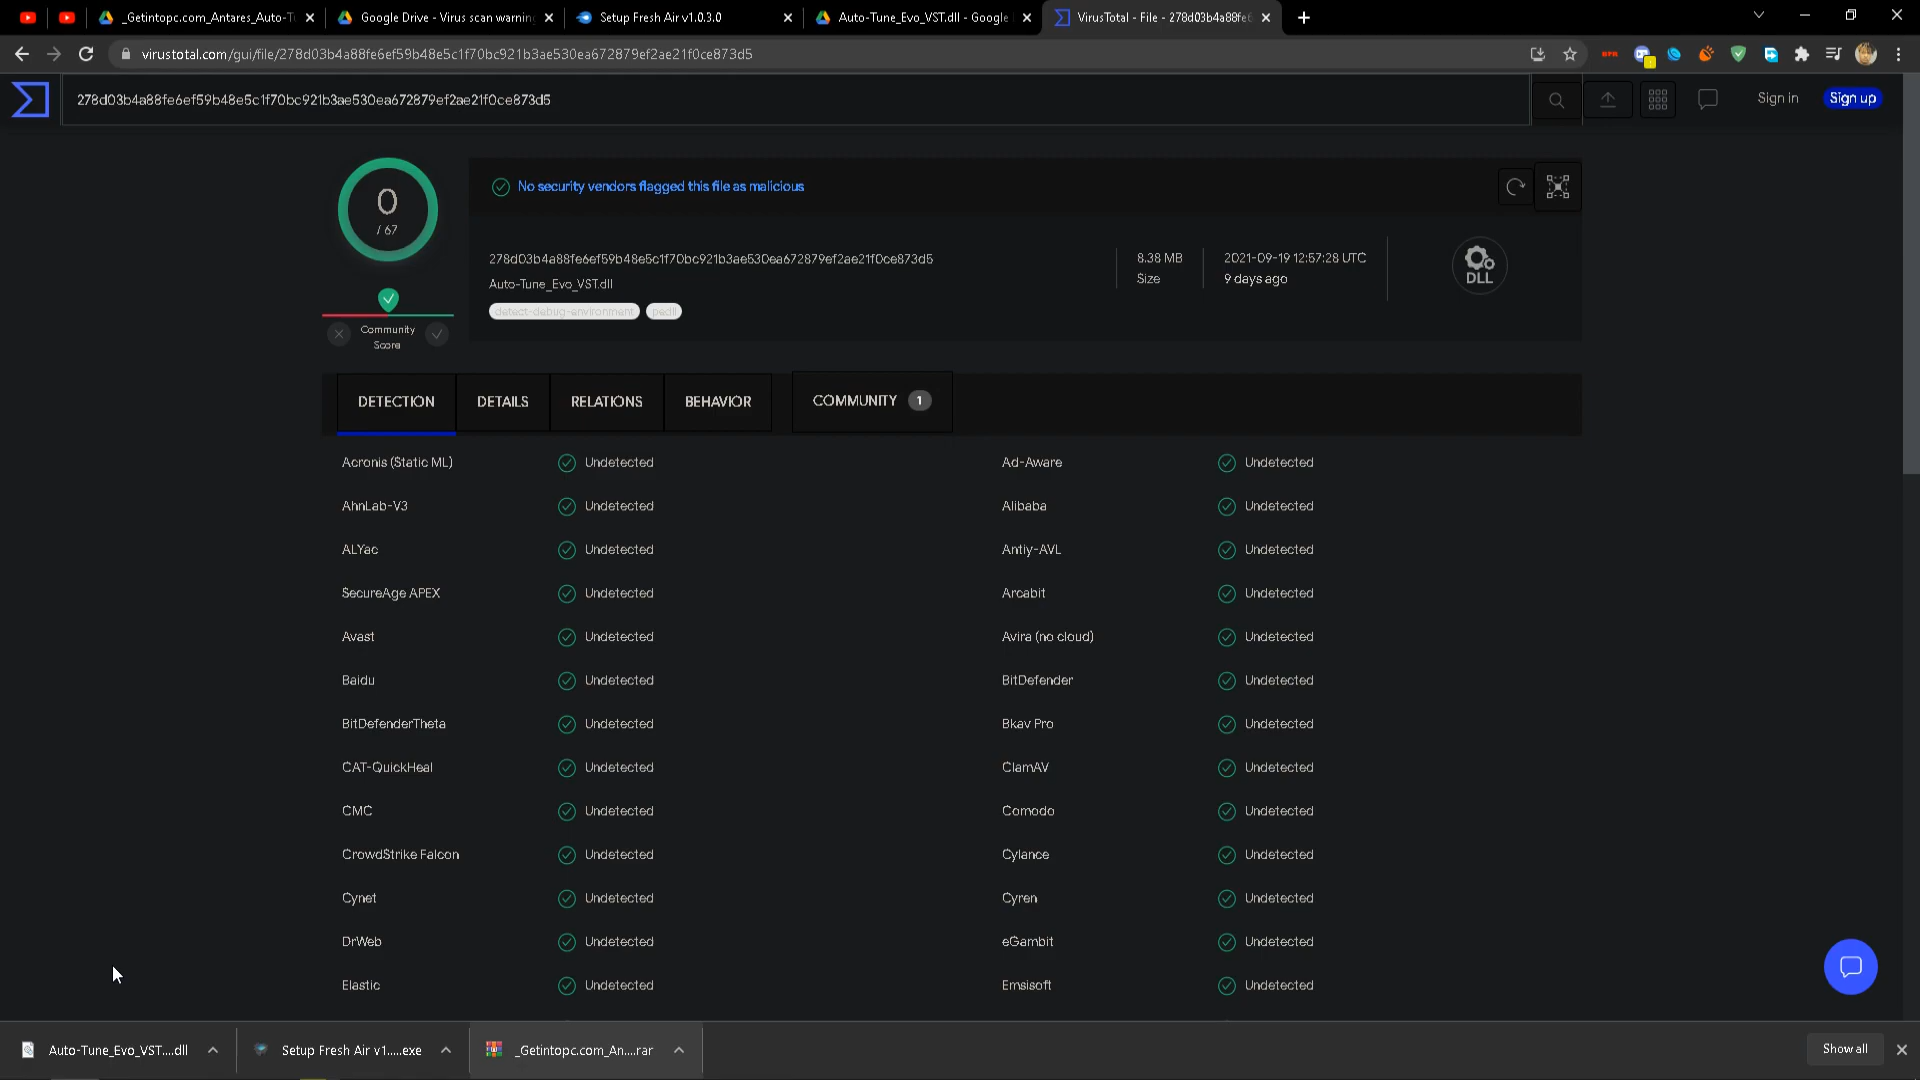 _Getintopc.com_Antares_Auto-T
Google Drive - Virus scan warnin
Setup Fresh Air v1.0.3.0
Auto-Tune_Evo_VST.dll - Google
VirusTotal - File - 278d03b4a88fe6
virustotal.com/gui/file/278d03b4a88fe6ef59b48e5c1f70bc921b3ae530ea672879ef2ae21f0ce873d5
278d03b4a88fe6ef59b48e5c1f70bc921b3ae530ea672879ef2ae21f0ce873d5
Sign in
Sign up
0
/ 67
Community
Score
No security vendors flagged this file as malicious
278d03b4a88fe6ef59b48e5c1f70bc921b3ae530ea672879ef2ae21f0ce873d5
Auto-Tune_Evo_VST.dll
detect-debug-environment pedll
8.38 MB
Size
2021-09-19 12:57:28 UTC
9 days ago
DLL
DETECTION
DETAILS
RELATIONS
BEHAVIOR
COMMUNITY 1
Acronis (Static ML) Undetected
Ad-Aware Undetected
AhnLab-V3 Undetected
Alibaba Undetected
ALYac Undetected
Antiy-AVL Undetected
SecureAge APEX Undetected
Arcabit Undetected
Avast Undetected
Avira (no cloud) Undetected
Baidu Undetected
BitDefender Undetected
BitDefenderTheta Undetected
Bkav Pro Undetected
CAT-QuickHeal Undetected
ClamAV Undetected
CMC Undetected
Comodo Undetected
CrowdStrike Falcon Undetected
Cylance Undetected
Cynet Undetected
Cyren Undetected
DrWeb Undetected
eGambit Undetected
Elastic Undetected
Emsisoft Undetected
Auto-Tune_Evo_VST....dll
Setup Fresh Air v1.....exe
_Getintopc.com_An....rar
Show all